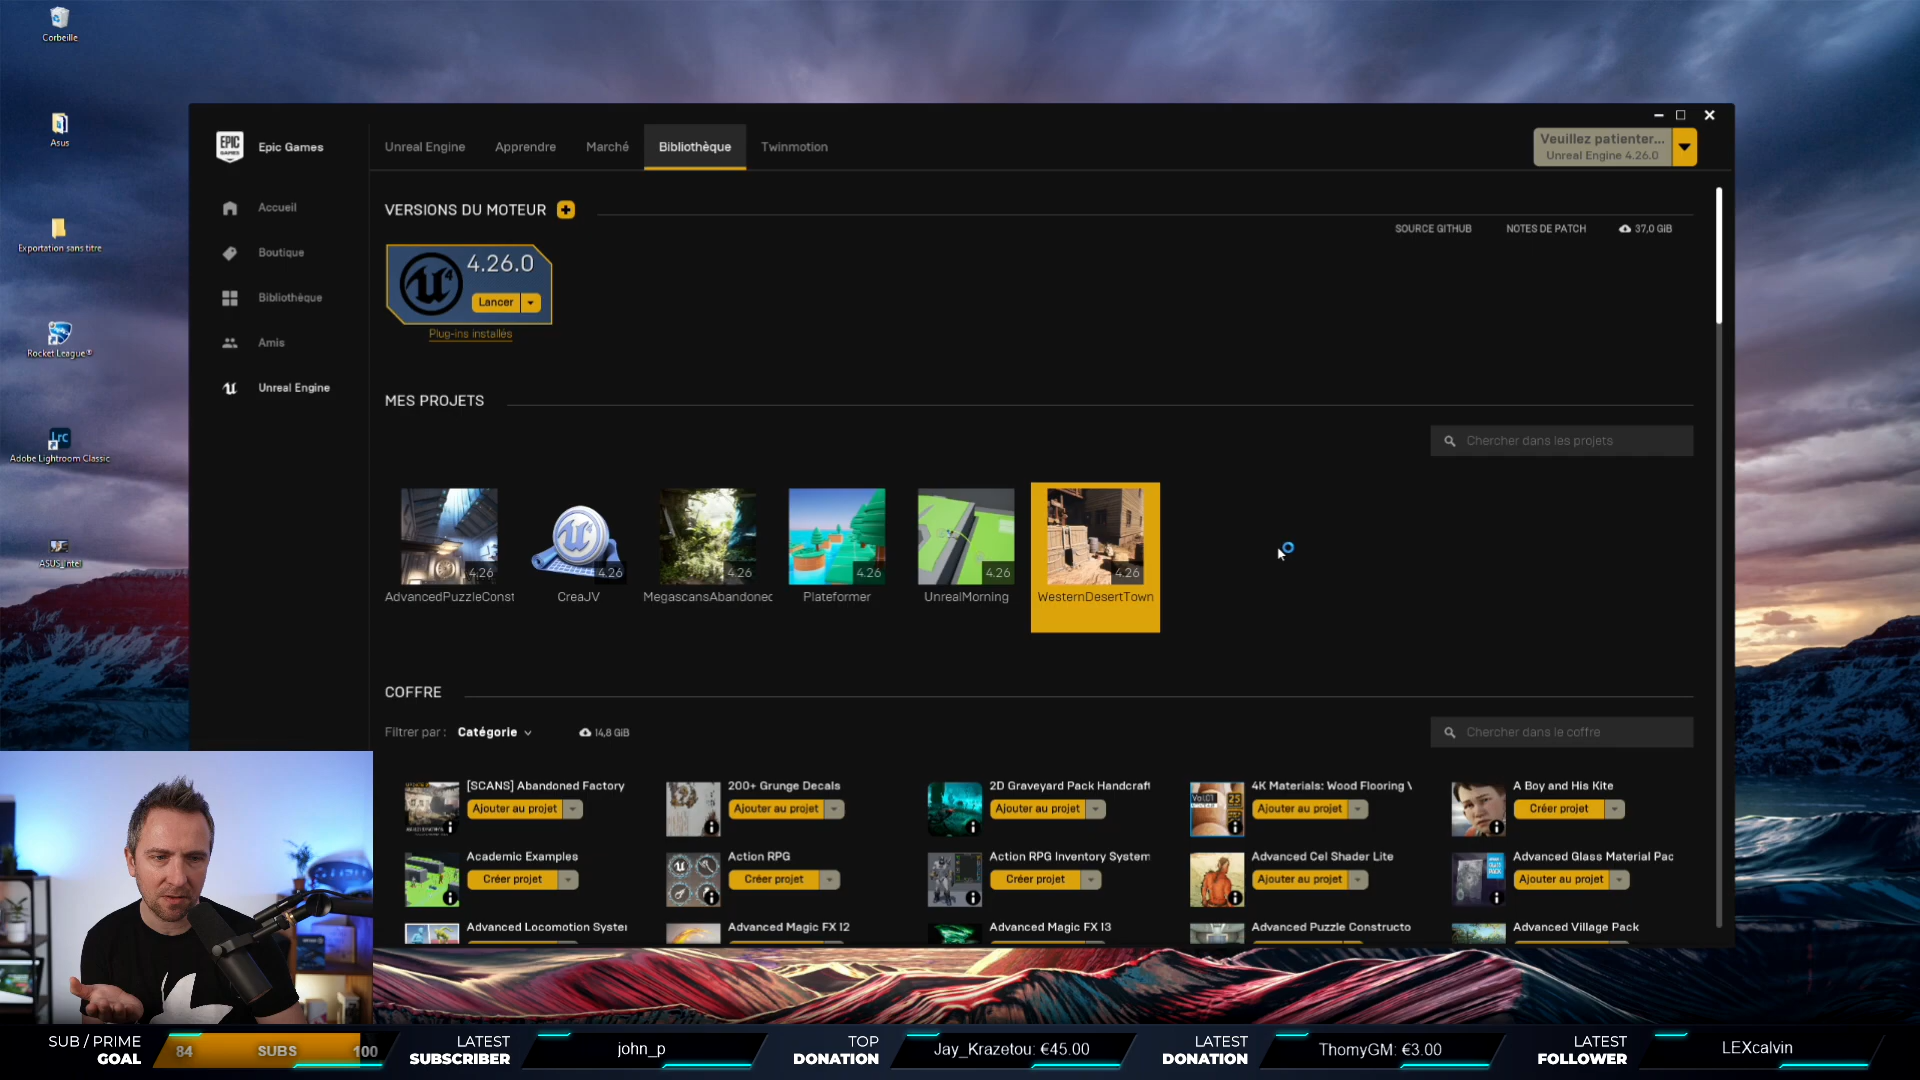 Corbeille
Asus
Exportation sans titre
Rocket League®
Adobe Lightroom Classic
ASUS_Intel
EPIC GAMES
Epic Games
Accueil
Boutique
Bibliothèque
Amis
Unreal Engine
Unreal Engine
Apprendre
Marché
Bibliothèque
Twinmotion
Veuillez patienter...
Unreal Engine 4.26.0
VERSIONS DU MOTEUR
SOURCE GITHUB
NOTES DE PATCH
37,0 GiB
4.26.0
Lancer
Plug-ins installés
MES PROJETS
Chercher dans les projets
4.26
4.26
4.26
4.26
4.26
4.26
AdvancedPuzzleConst
CreaJV
MegascansAbandoned
Plateformer
UnrealMorning
WesternDesertTown
COFFRE
Filtrer par :
Catégorie
14,8 GiB
Chercher dans le coffre
[SCANS] Abandoned Factory
Ajouter au projet
200+ Grunge Decals
Ajouter au projet
2D Graveyard Pack Handcraft
Ajouter au projet
4K Materials: Wood Flooring V
Ajouter au projet
A Boy and His Kite
Créer projet
Academic Examples
Créer projet
Action RPG
Créer projet
Action RPG Inventory System
Créer projet
Advanced Cel Shader Lite
Ajouter au projet
Advanced Glass Material Pac
Ajouter au projet
Advanced Locomotion System
Advanced Magic FX 12
Advanced Magic FX 13
Advanced Puzzle Constructo
Advanced Village Pack
SUB / PRIME
GOAL
84
SUBS
100
LATEST
SUBSCRIBER
john_p
TOP
DONATION
Jay_Krazetou: €45.00
LATEST
DONATION
ThomyGM: €3.00
LATEST
FOLLOWER
LEXcalvin